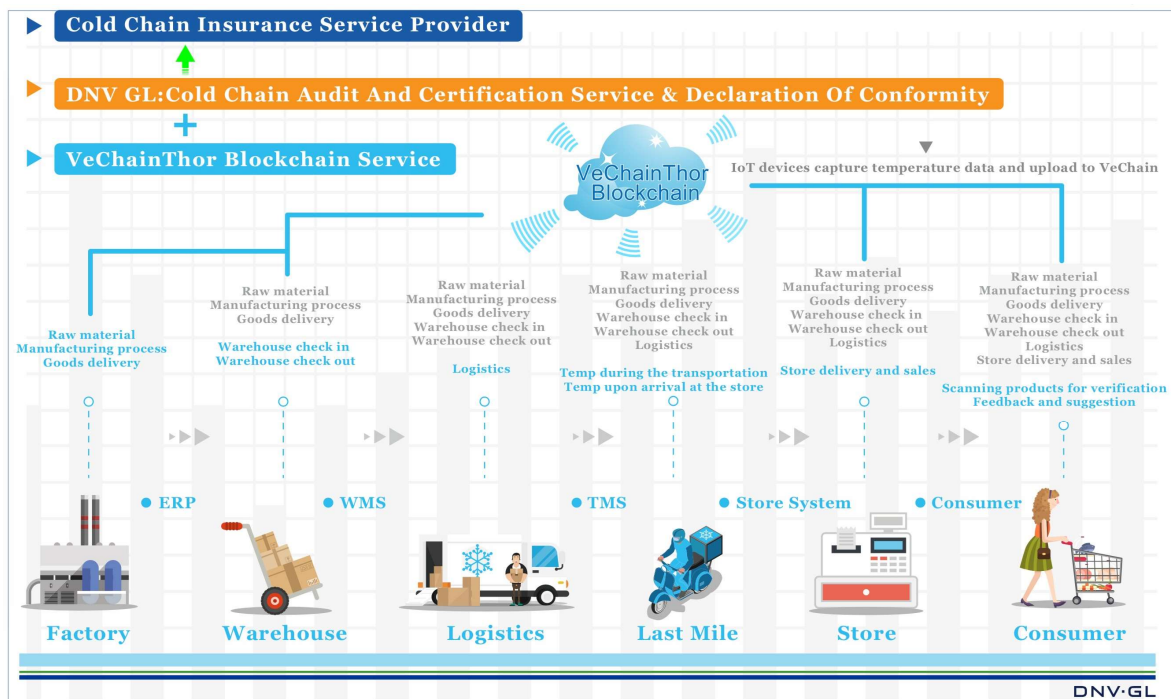 Cold Chain Insurance Service Provider
DNV GL:Cold Chain Audit And Certification Service & Declaration Of Conformity
VeChainThor Blockchain Service
VeChainThor
Blockchain
IoT devices capture temperature data and upload to VeChain
Raw material
Manufacturing process
Goods delivery
Raw material
Manufacturing process
Goods delivery
Warehouse check in
Warehouse check out
Raw material
Manufacturing process
Goods delivery
Warehouse check in
Warehouse check out
Logistics
Raw material
Manufacturing process
Goods delivery
Warehouse check in
Warehouse check out
Logistics
Temp during the transportation
Temp upon arrival at the store
Raw material
Manufacturing process
Goods delivery
Warehouse check in
Warehouse check out
Logistics
Store delivery and sales
Raw material
Manufacturing process
Goods delivery
Warehouse check in
Warehouse check out
Logistics
Store delivery and sales
Scanning products for verification
Feedback and suggestion
ERP
WMS
TMS
Store System
Consumer
Factory
Warehouse
Logistics
Last Mile
Store
Consumer
DNV·GL